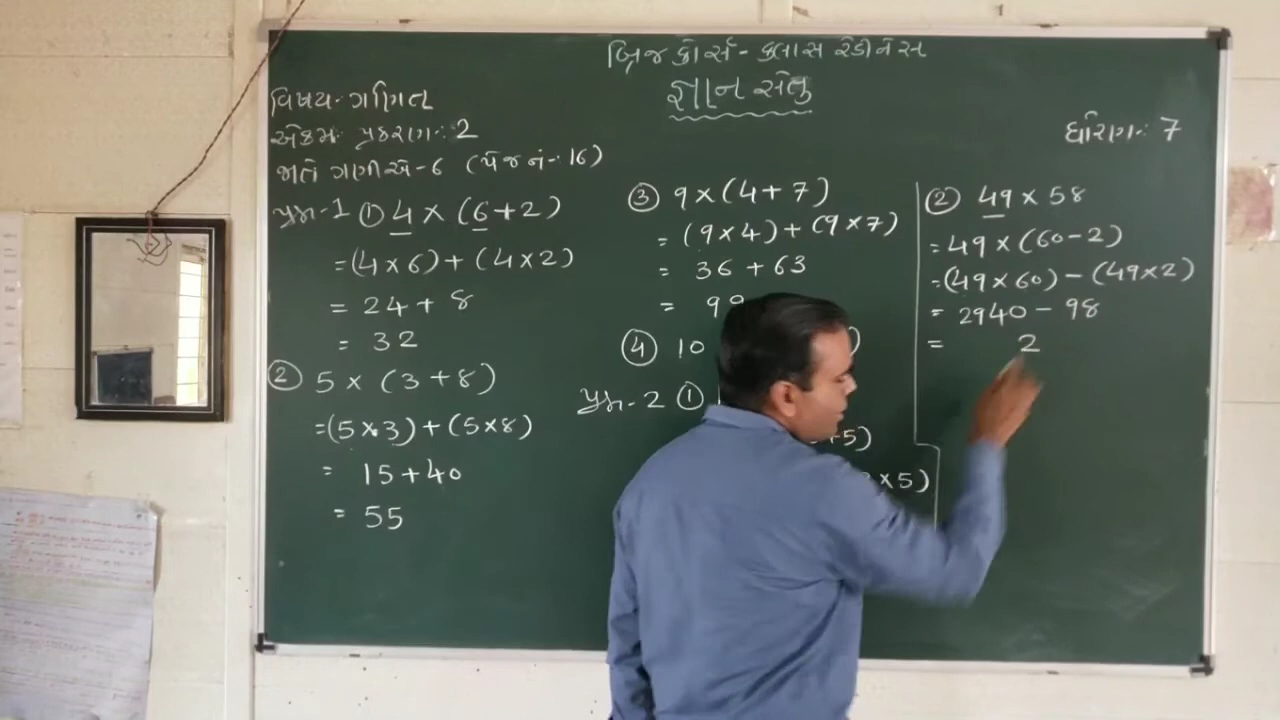 બ્રિજ કોર્સ - ક્લાસ રેડીનેસ
જ્ઞાન સેતુ
વિષય:- ગણિત
એકમ: પ્રકરણ: 2
ધોરણ: 7
જાતે ગણીએ-6 (પેજ નં- 16)
પ્રશ્ન-1 ① 4 × (6+2)
=(4×6)+(4×2)
= 24+ 8
= 32
② 5 × (3+8)
=(5×3)+(5×8)
= 15+40
= 55
③ 9×(4+7)
= (9×4)+(9×7)
= 36+63
= 99
④ 10
પ્રશ્ન-2 ①
+5)
×5)
② 49×58
=49×(60-2)
=(49×60)-(49×2)
= 2940-98
= 2